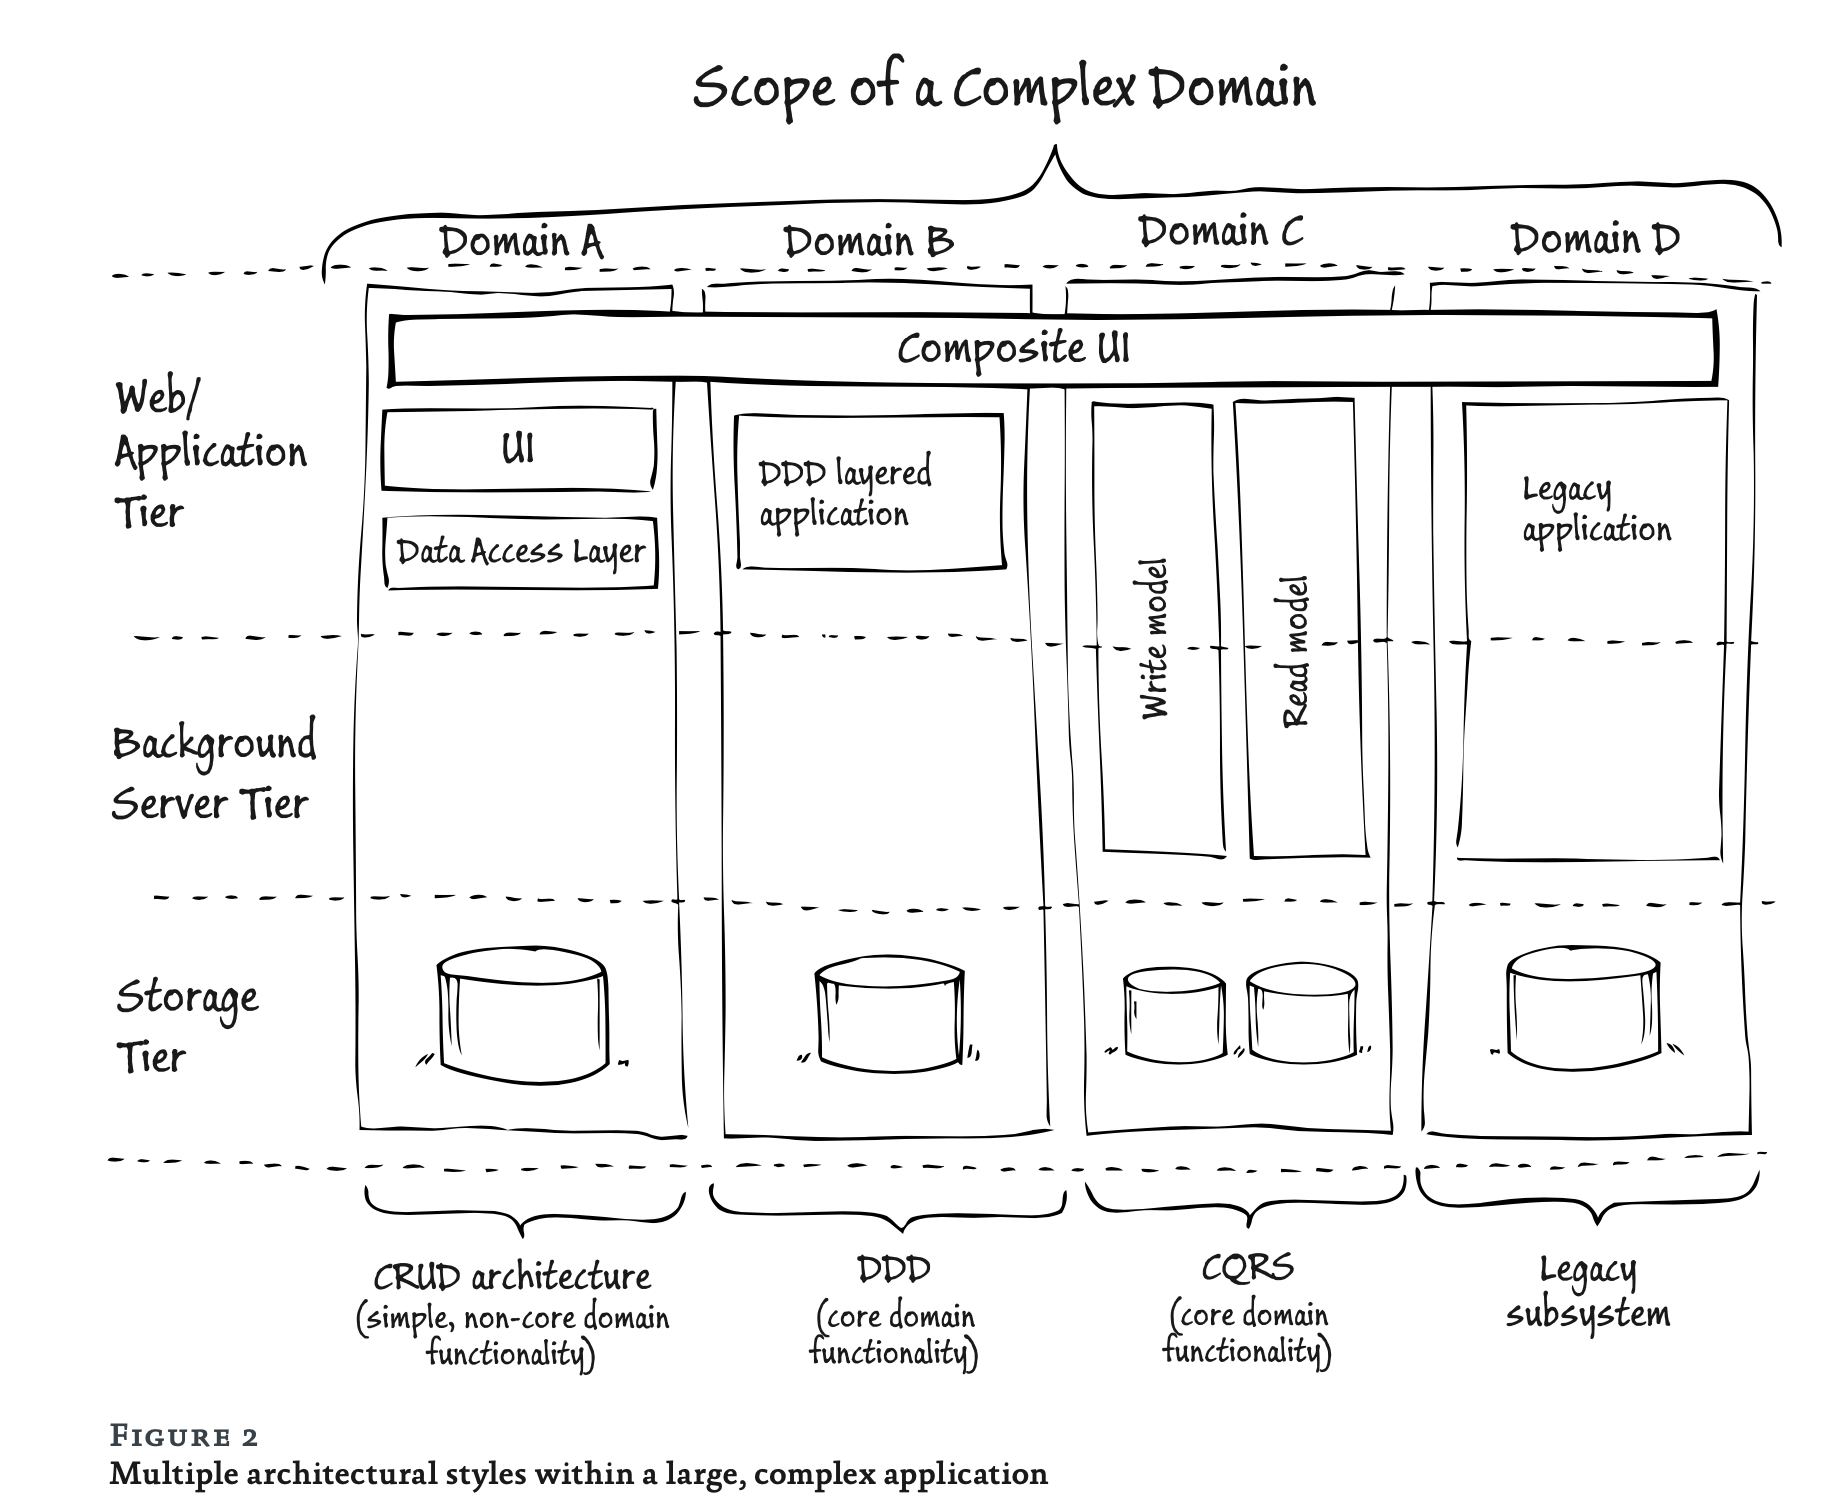 Scope of a Complex Domain
Domain A
Domain B
Domain C
Domain D
Composite UI
Web/
Application
Tier
UI
Data Access Layer
DDD layered
application
Write model
Read model
Legacy
application
Background
Server Tier
Storage
Tier
CRUD architecture
(simple, non-core domain
functionality)
DDD
(core domain
functionality)
CQRS
(core domain
functionality)
Legacy
subsystem
Figure 2
Multiple architectural styles within a large, complex application